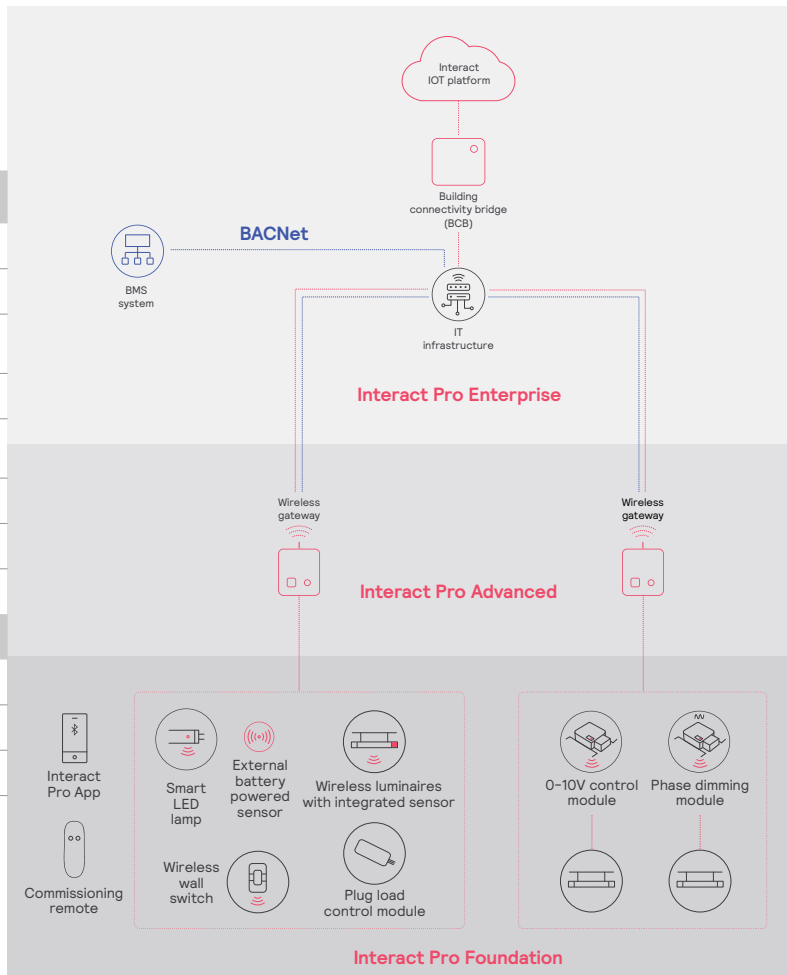 Interact
IOT platform
Building
connectivity bridge
(BCB)
BACNet
BMS
system
IT
infrastructure
Interact Pro Enterprise
Wireless
gateway
Wireless
gateway
Interact Pro Advanced
Interact
Pro App
Smart
LED
lamp
External
battery
powered
sensor
Wireless luminaires
with integrated sensor
0-10V control
module
Phase dimming
module
Commissioning
remote
Wireless
wall
switch
Plug load
control module
Interact Pro Foundation